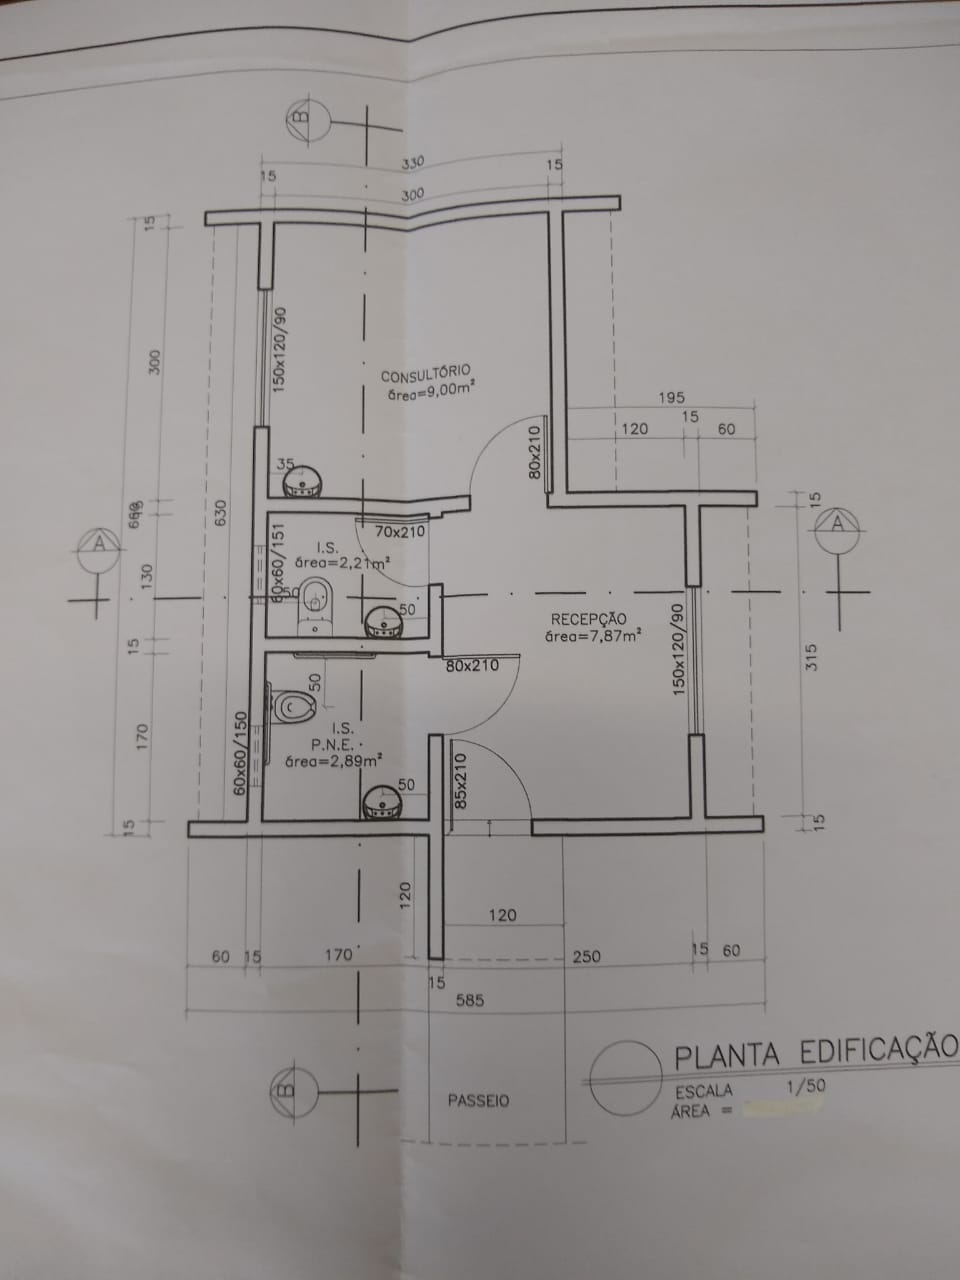 B
330
15
15
300
15
150x120/90
300
CONSULTÓRIO
área=9,00m²
195
15
120
60
80x210
35
630
15
660
15
A
A
60x60/151
70x210
I.S.
área=2,21m²
130
50
50
RECEPÇÃO
área=7,87m²
150x120/90
315
15
80x210
50
170
60x60/150
I.S.
P.N.E.
área=2,89m²
50
85x210
15
15
120
120
60
15
170
250
15
60
15
585
B
PASSEIO
PLANTA EDIFICAÇÃO
ESCALA 1/50
ÁREA =